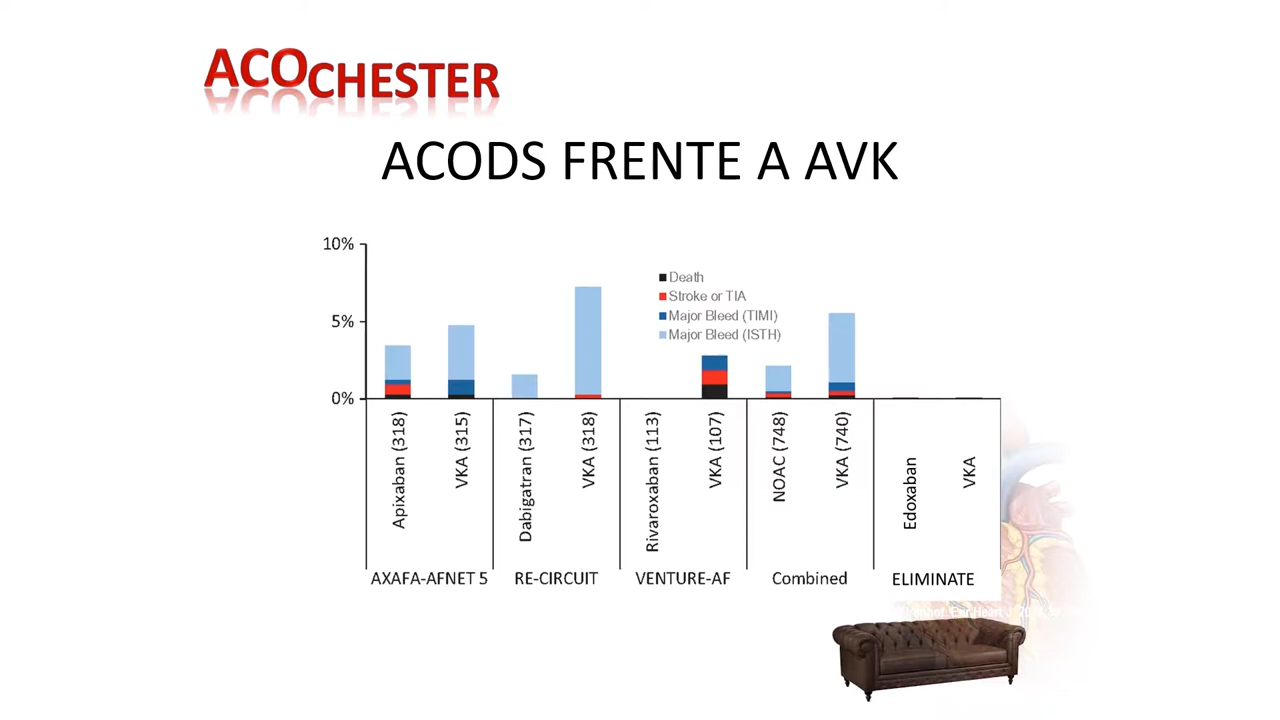 ACOCHESTER
ACODS FRENTE A AVK
10%
5%
0%
Death
Stroke or TIA
Major Bleed (TIMI)
Major Bleed (ISTH)
Apixaban (318)
VKA (315)
Dabigatran (317)
VKA (318)
Rivaroxaban (113)
VKA (107)
NOAC (748)
VKA (740)
Edoxaban
VKA
AXAFA-AFNET 5
RE-CIRCUIT
VENTURE-AF
Combined
ELIMINATE
Heart J